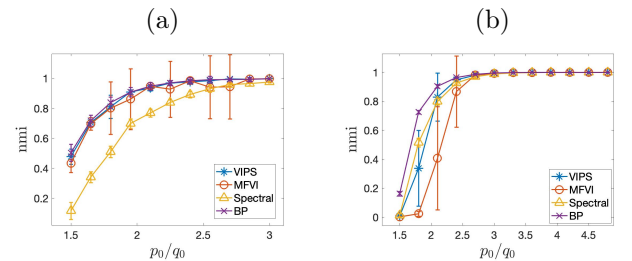 (a)
(b)
nmi
1
0.8
0.6
0.4
0.2
1.5
2
2.5
3
p₀/q₀
VIPS
MFVI
Spectral
BP
nmi
1
0.8
0.6
0.4
0.2
0
1.5
2
2.5
3
3.5
4
4.5
p₀/q₀
VIPS
MFVI
Spectral
BP